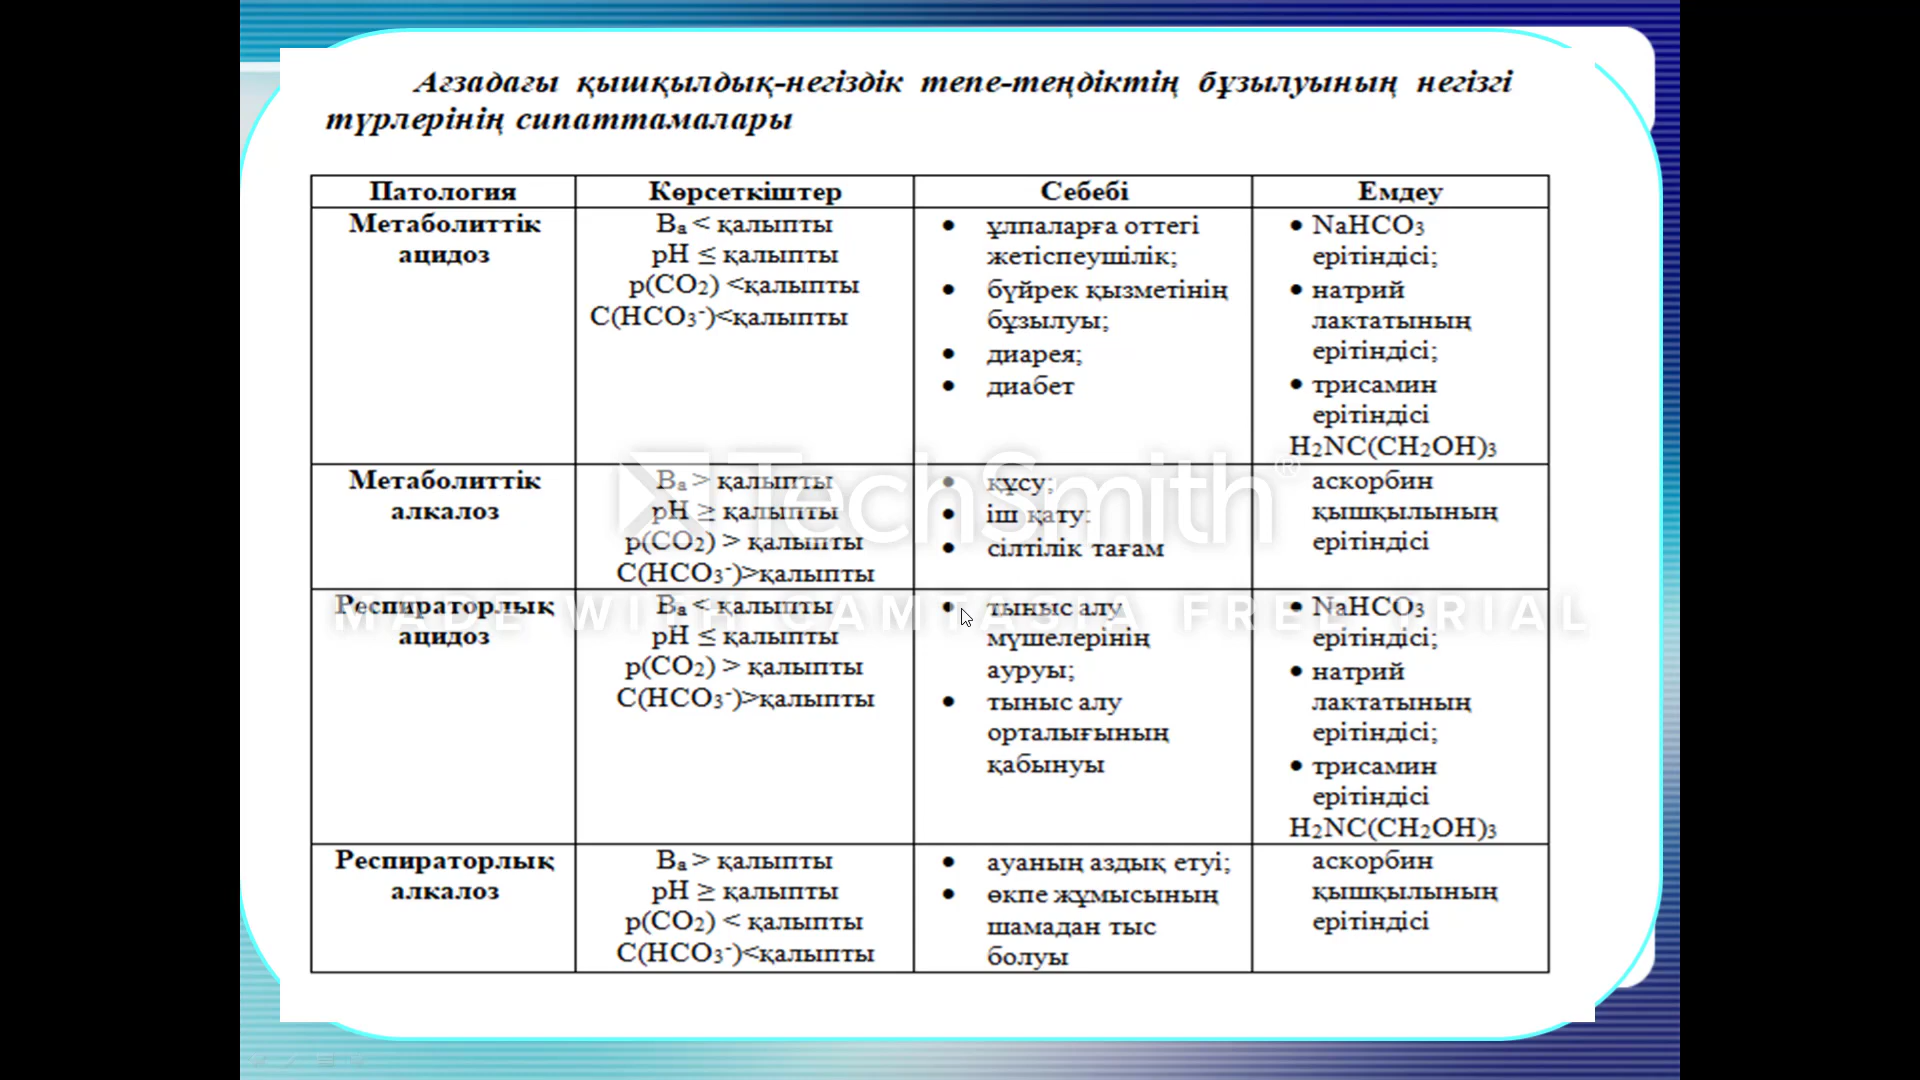 Ағзадағы қышқылдық-негіздік тепе-теңдіктің бұзылуының негізгі
түрлерінің сипаттамалары
Патология
Көрсеткіштер
Себебі
Емдеу
Метаболиттік
ацидоз
Ba < қалыпты
pH ≤ қалыпты
p(CO2) <қалыпты
C(HCO3-)<қалыпты
• ұлпаларға оттегі
жетіспеушілік;
• бүйрек қызметінің
бұзылуы;
• диарея;
• диабет
• NaHCO3
ерітіндісі;
• натрий
лактатының
ерітіндісі;
• трисамин
ерітіндісі
H2NC(CH2OH)3
Метаболиттік
алкалоз
Ba > қалыпты
pH ≥ қалыпты
p(CO2) > қалыпты
C(HCO3-)>қалыпты
• құсу;
• іш қату;
• сілтілік тағам
аскорбин
қышқылының
ерітіндісі
Респираторлық
ацидоз
Ba < қалыпты
pH ≤ қалыпты
p(CO2) > қалыпты
C(HCO3-)>қалыпты
• тыныс алу
мүшелерінің
ауруы;
• тыныс алу
орталығының
қабынуы
• NaHCO3
ерітіндісі;
• натрий
лактатының
ерітіндісі;
• трисамин
ерітіндісі
H2NC(CH2OH)3
Респираторлық
алкалоз
Ba > қалыпты
pH ≥ қалыпты
p(CO2) < қалыпты
C(HCO3-)<қалыпты
• ауаның аздық етуі;
• өкпе жұмысының
шамадан тыс
болуы
аскорбин
қышқылының
ерітіндісі
TechSmith®
MADE WITH CAMTASIA FREE TRIAL